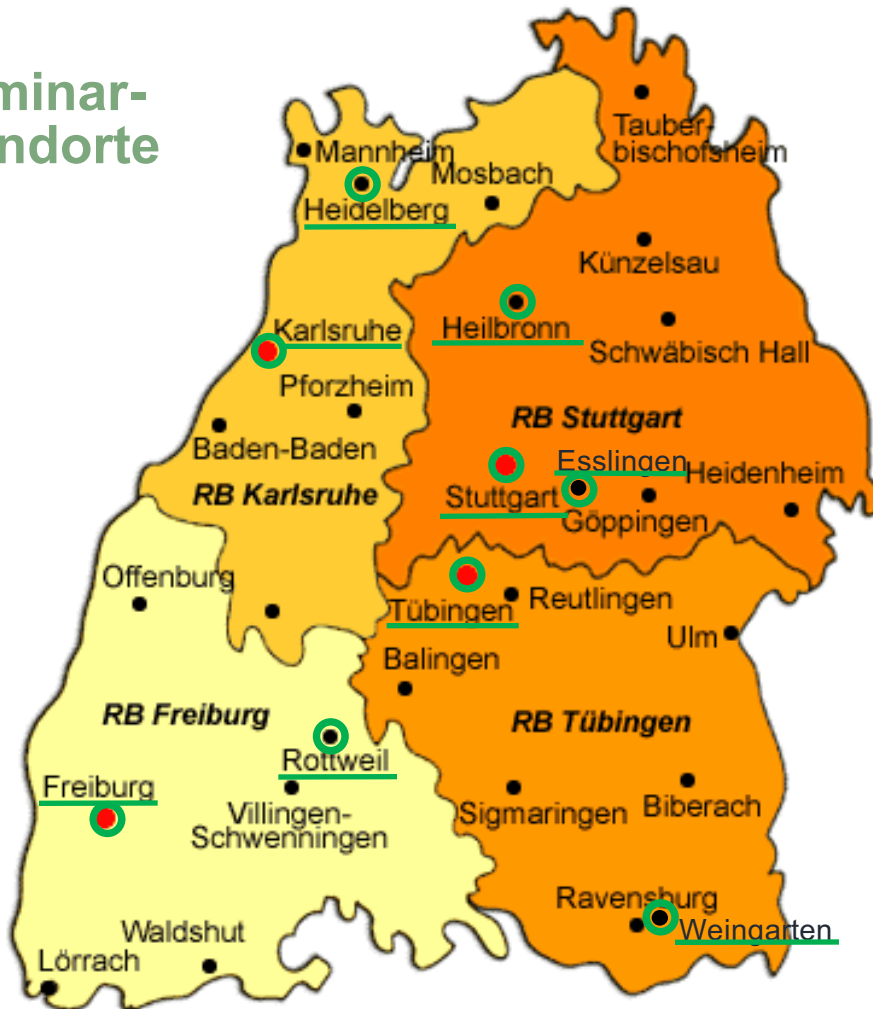 minar-
ndorte
Tauber-
bischofsheim
Mannheim
Mosbach
Heidelberg
Künzelsau
Karlsruhe
Heilbronn
Schwäbisch Hall
Pforzheim
RB Stuttgart
Baden-Baden
Esslingen
Heidenheim
RB Karlsruhe
Stuttgart
Göppingen
Offenburg
Tübingen
Reutlingen
Ulm
Balingen
RB Freiburg
RB Tübingen
Rottweil
Freiburg
Villingen-
Schwenningen
Sigmaringen
Biberach
Ravensburg
Weingarten
Waldshut
Lörrach